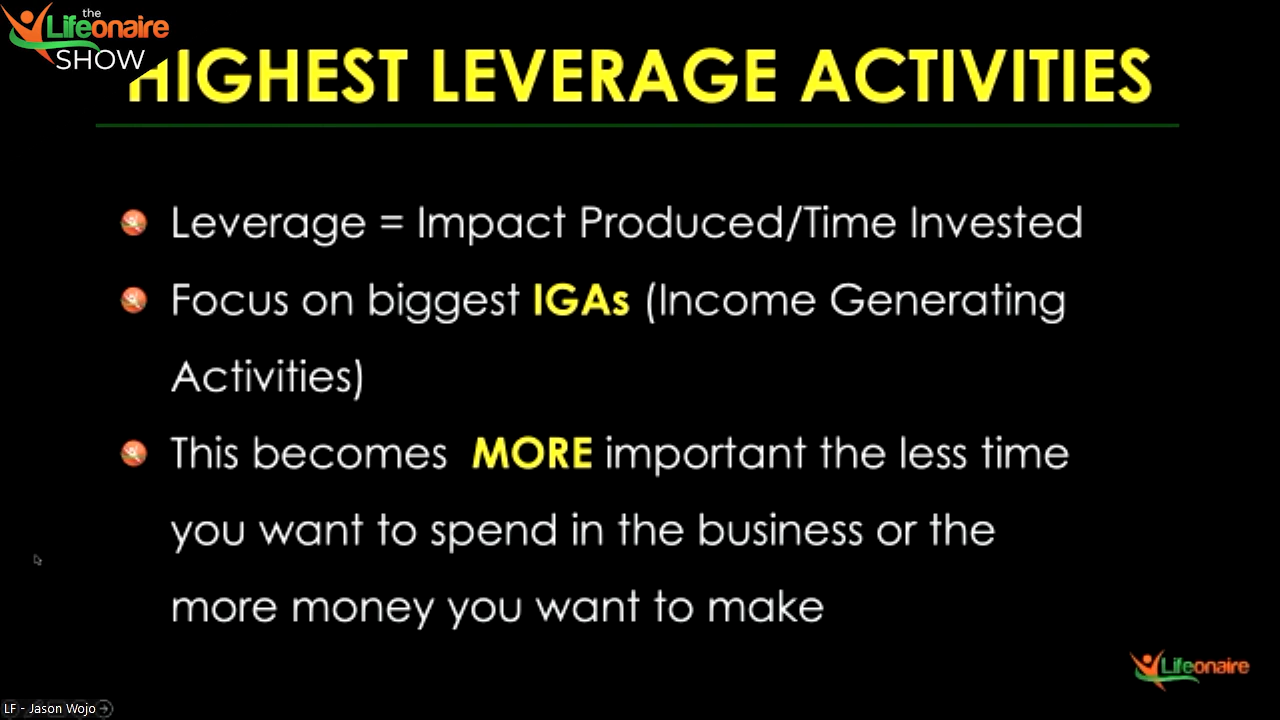 the
Lifeonaire
SHOW
HIGHEST LEVERAGE ACTIVITIES
Leverage = Impact Produced/Time Invested
Focus on biggest IGAs (Income Generating
Activities)
This becomes MORE important the less time
you want to spend in the business or the
more money you want to make
Lifeonaire
LF - Jason Wojo